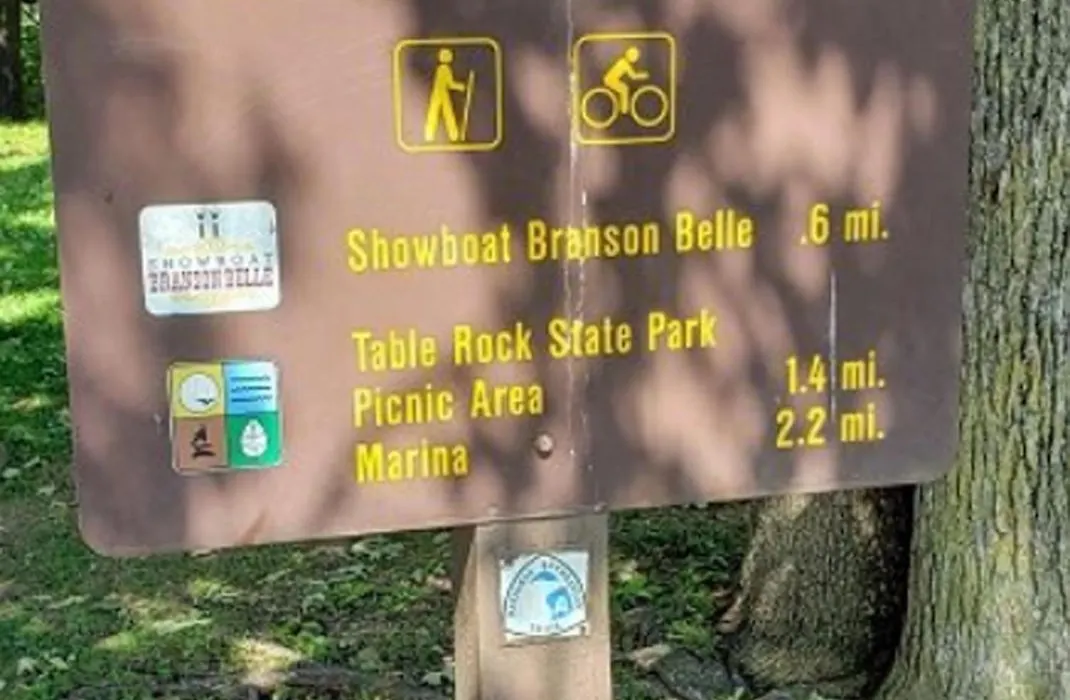 Showboat Branson Belle .6 mi.
SHOWBOAT
BRANSON BELLE
Table Rock State Park
Picnic Area 1.4 mi.
Marina 2.2 mi.